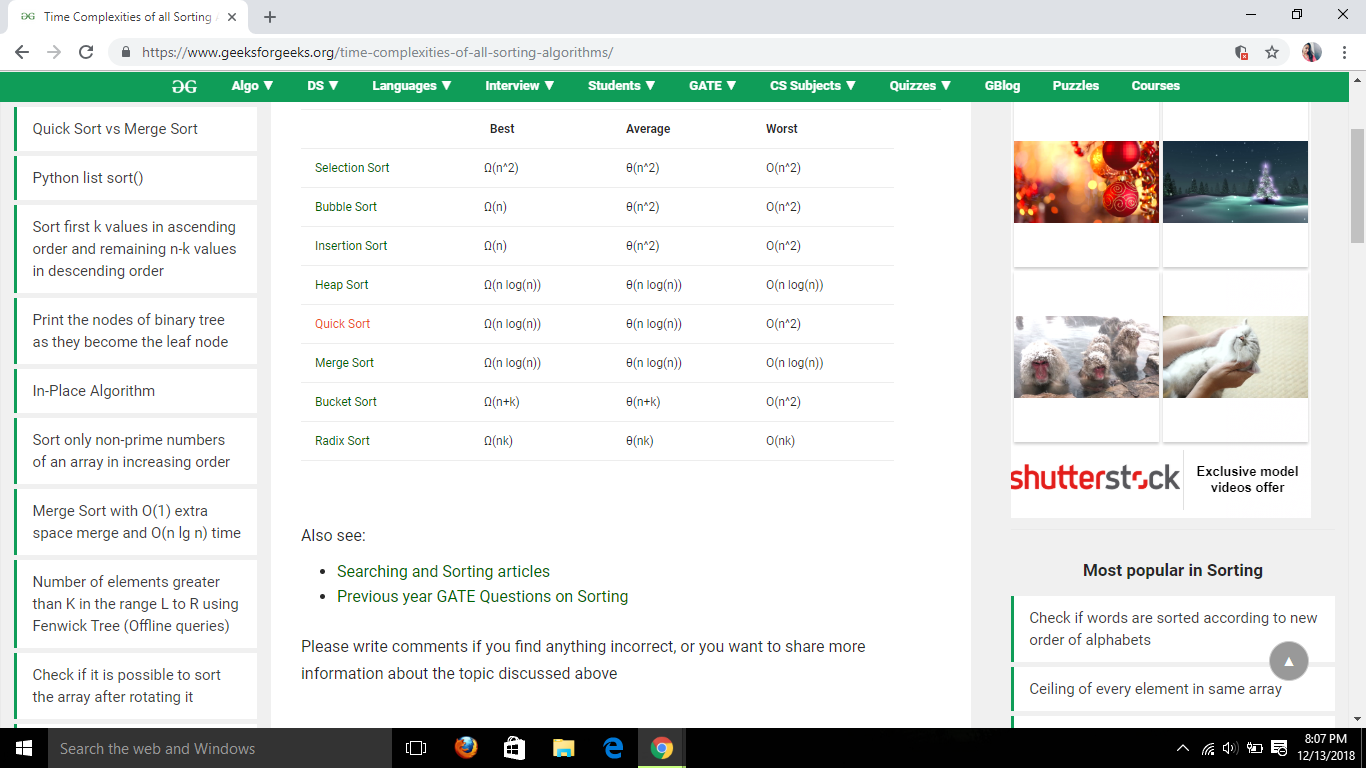 Time Complexities of all Sorting
https://www.geeksforgeeks.org/time-complexities-of-all-sorting-algorithms/
Algo ▼ DS ▼ Languages ▼ Interview ▼ Students ▼ GATE ▼ CS Subjects ▼ Quizzes ▼ GBlog Puzzles Courses
Quick Sort vs Merge Sort
Python list sort()
Sort first k values in ascending
order and remaining n-k values
in descending order
Print the nodes of binary tree
as they become the leaf node
In-Place Algorithm
Sort only non-prime numbers
of an array in increasing order
Merge Sort with O(1) extra
space merge and O(n lg n) time
Number of elements greater
than K in the range L to R using
Fenwick Tree (Offline queries)
Check if it is possible to sort
the array after rotating it
Best Average Worst
Selection Sort Ω(n^2) θ(n^2) O(n^2)
Bubble Sort Ω(n) θ(n^2) O(n^2)
Insertion Sort Ω(n) θ(n^2) O(n^2)
Heap Sort Ω(n log(n)) θ(n log(n)) O(n log(n))
Quick Sort Ω(n log(n)) θ(n log(n)) O(n^2)
Merge Sort Ω(n log(n)) θ(n log(n)) O(n log(n))
Bucket Sort Ω(n+k) θ(n+k) O(n^2)
Radix Sort Ω(nk) θ(nk) O(nk)
Also see:
• Searching and Sorting articles
• Previous year GATE Questions on Sorting
Please write comments if you find anything incorrect, or you want to share more
information about the topic discussed above
shutterstock
Exclusive model
videos offer
Most popular in Sorting
Check if words are sorted according to new
order of alphabets
Ceiling of every element in same array
Search the web and Windows
8:07 PM
12/13/2018